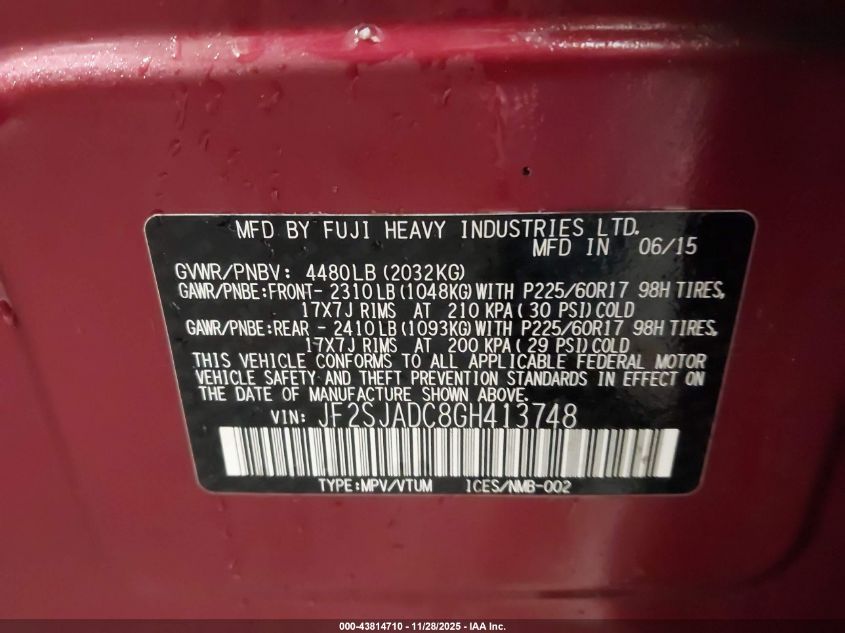 MFD BY FUJI HEAVY INDUSTRIES LTD.
MFD IN 06/15
GVWR/PNBV: 4480LB (2032KG)
GAWR/PNBE:FRONT- 2310LB (1048KG) WITH P225/60R17 98H TIRES,
17X7J RIMS AT 210 KPA ( 30 PSI) COLD
GAWR/PNBE:REAR - 2410LB (1093KG) WITH P225/60R17 98H TIRES,
17X7J RIMS AT 200 KPA ( 29 PSI) COLD
THIS VEHICLE CONFORMS TO ALL APPLICABLE FEDERAL MOTOR
VEHICLE SAFETY AND THEFT PREVENTION STANDARDS IN EFFECT ON
THE DATE OF MANUFACTURE SHOWN ABOVE.
VIN: JF2SJADC8GH413748
TYPE:MPV/VTUM ICES/NMB-002
000-43814710 — 11/28/2025 - IAA Inc.